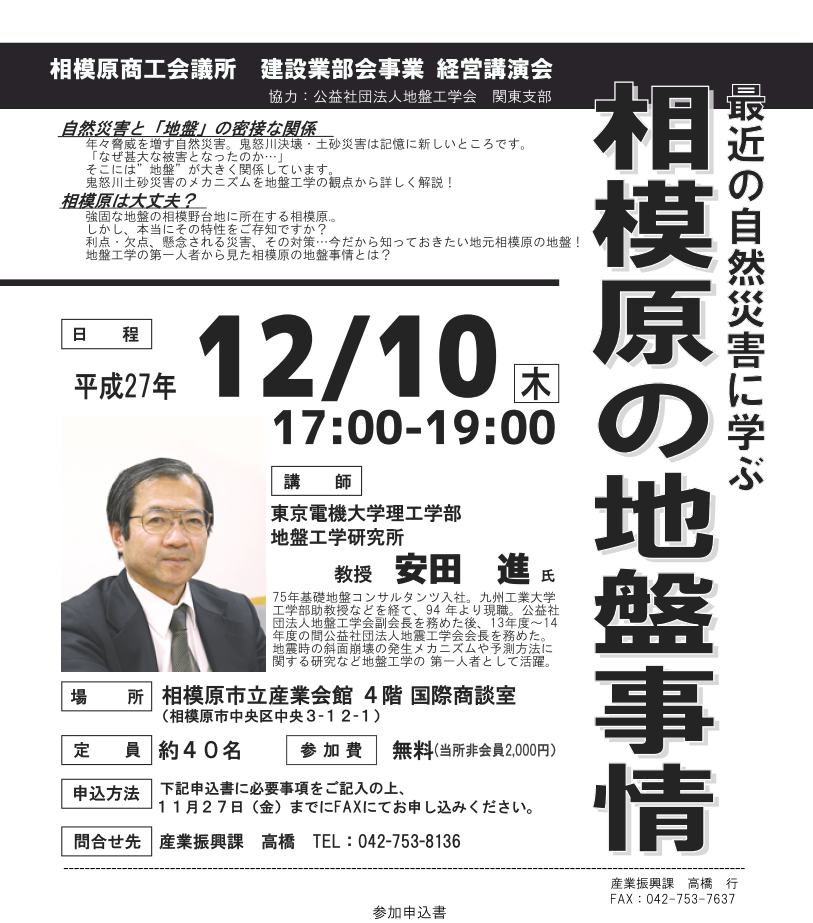 相模原商工会議所　建設業部会事業 経営講演会
協力：公益社団法人地盤工学会　関東支部
最近の自然災害に学ぶ
相模原の地盤事情
自然災害と「地盤」の密接な関係
年々脅威を増す自然災害。鬼怒川決壊・土砂災害は記憶に新しいところです。
「なぜ甚大な被害となったのか…」
そこには”地盤”が大きく関係しています。
鬼怒川土砂災害のメカニズムを地盤工学の観点から詳しく解説！
相模原は大丈夫？
強固な地盤の相模野台地に所在する相模原.。
しかし、本当にその特性をご存知ですか？
利点・欠点、懸念される災害、その対策…今だから知っておきたい地元相模原の地盤！
地盤工学の第一人者から見た相模原の地盤事情とは？
日　程
平成27年 12/10 木
17:00-19:00
講　師
東京電機大学理工学部
地盤工学研究所
教授　安田　進 氏
75年基礎地盤コンサルタンツ入社。九州工業大学
工学部助教授などを経て、94 年より現職。公益社
団法人地盤工学会副会長を務めた後、13年度～14
年度の間公益社団法人地震工学会会長を務めた。
地震時の斜面崩壊の発生メカニズムや予測方法に
関する研究など地盤工学の 第一人者として活躍。
場　所　相模原市立産業会館 ４階 国際商談室
（相模原市中央区中央３-１２-１）
定　員　約４０名　参加費　無料(当所非会員2,000円)
申込方法　下記申込書に必要事項をご記入の上、
１１月２７日（金）までにFAXにてお申し込みください。
問合せ先　産業振興課　高橋　TEL：042-753-8136
産業振興課　高橋　行
FAX：042-753-7637
参加申込書